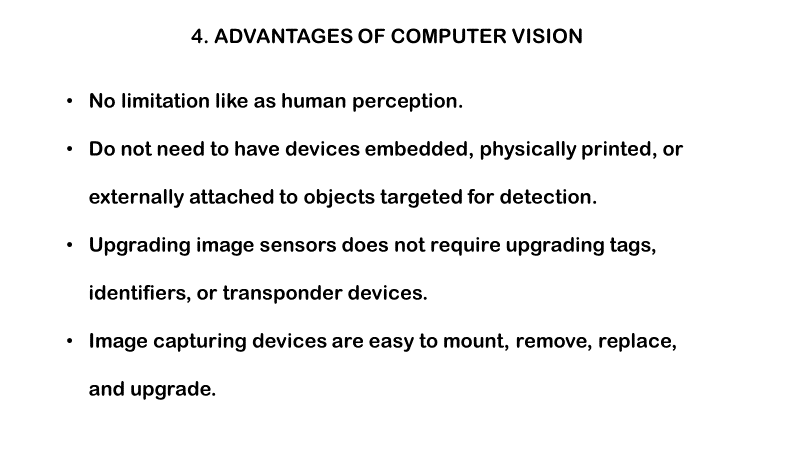 4. ADVANTAGES OF COMPUTER VISION
• No limitation like as human perception.
• Do not need to have devices embedded, physically printed, or
externally attached to objects targeted for detection.
• Upgrading image sensors does not require upgrading tags,
identifiers, or transponder devices.
• Image capturing devices are easy to mount, remove, replace,
and upgrade.